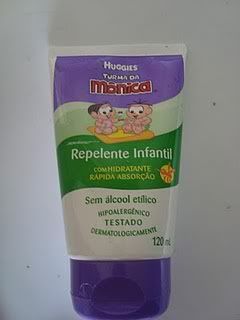 HUGGIES
TURMA DA
MÔNICA
Repelente Infantil
COM HIDRATANTE
RÁPIDA ABSORÇÃO
Sem álcool etílico
HIPOALERGÊNICO
TESTADO
DERMATOLOGICAMENTE
120 mL